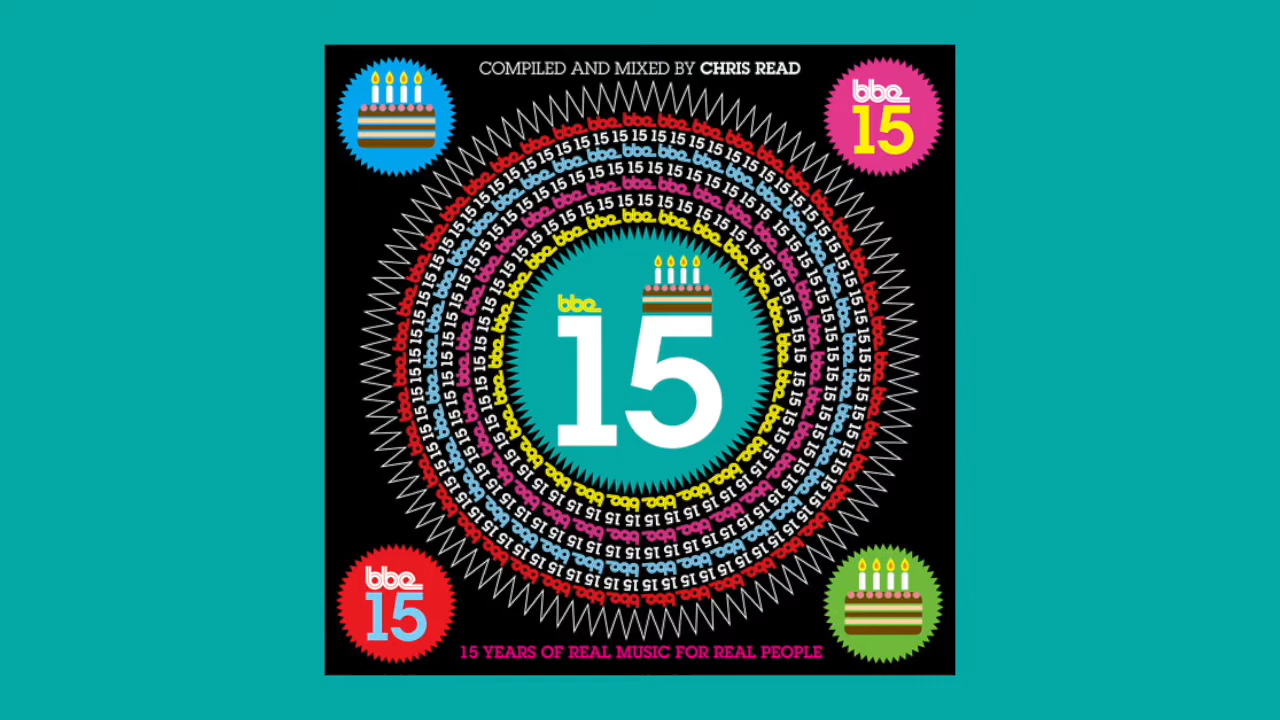 COMPILED AND MIXED BY CHRIS READ
bbe
15
bbe
15
bbe
15
15 YEARS OF REAL MUSIC FOR REAL PEOPLE